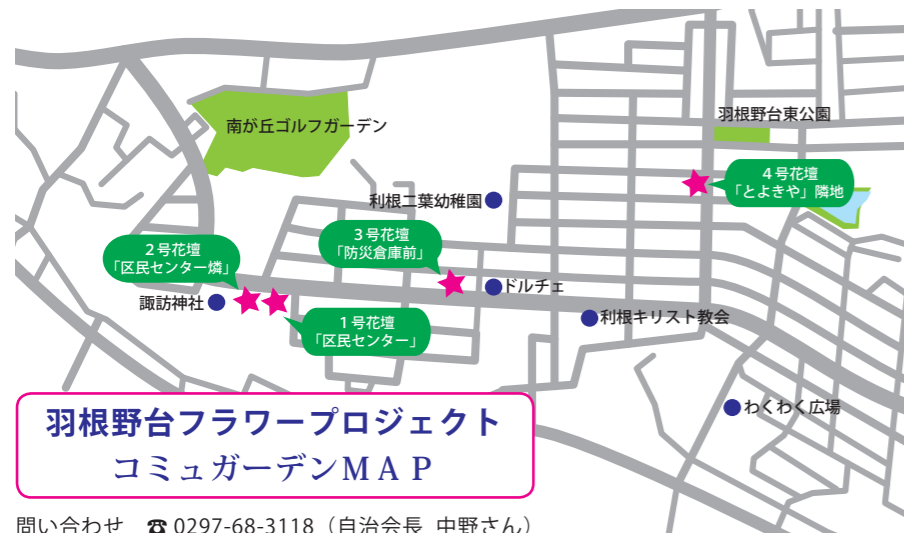 南が丘ゴルフガーデン
羽根野台東公園
4号花壇
「とよきや」隣地
利根二葉幼稚園
3号花壇
「防災倉庫前」
2号花壇
「区民センター燐」
ドルチェ
諏訪神社
1号花壇
「区民センター」
利根キリスト教会
わくわく広場
羽根野台フラワープロジェクト
コミュガーデンMAP
問い合わせ ☎ 0297-68-3118（自治会長 中野さん）